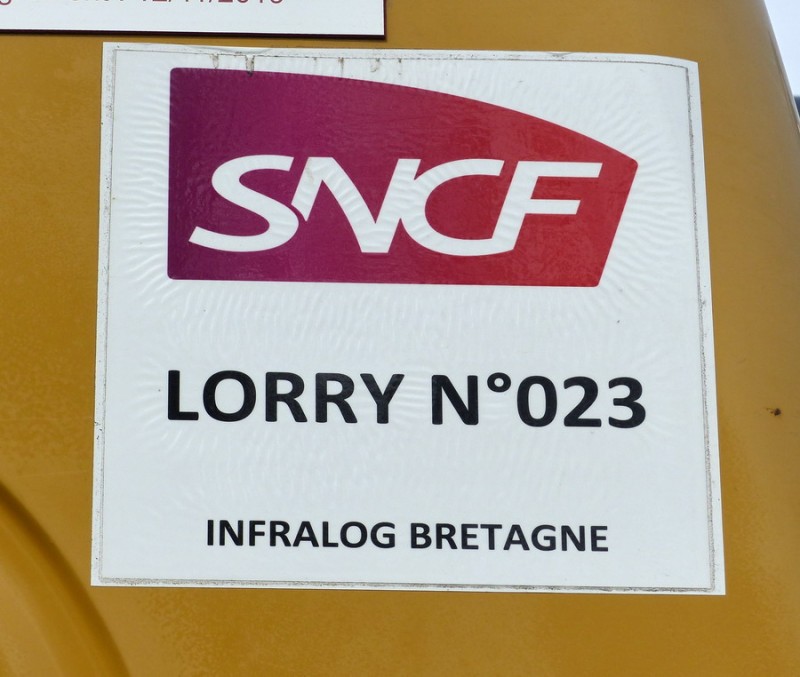 SNCF
LORRY N°023
INFRALOG BRETAGNE